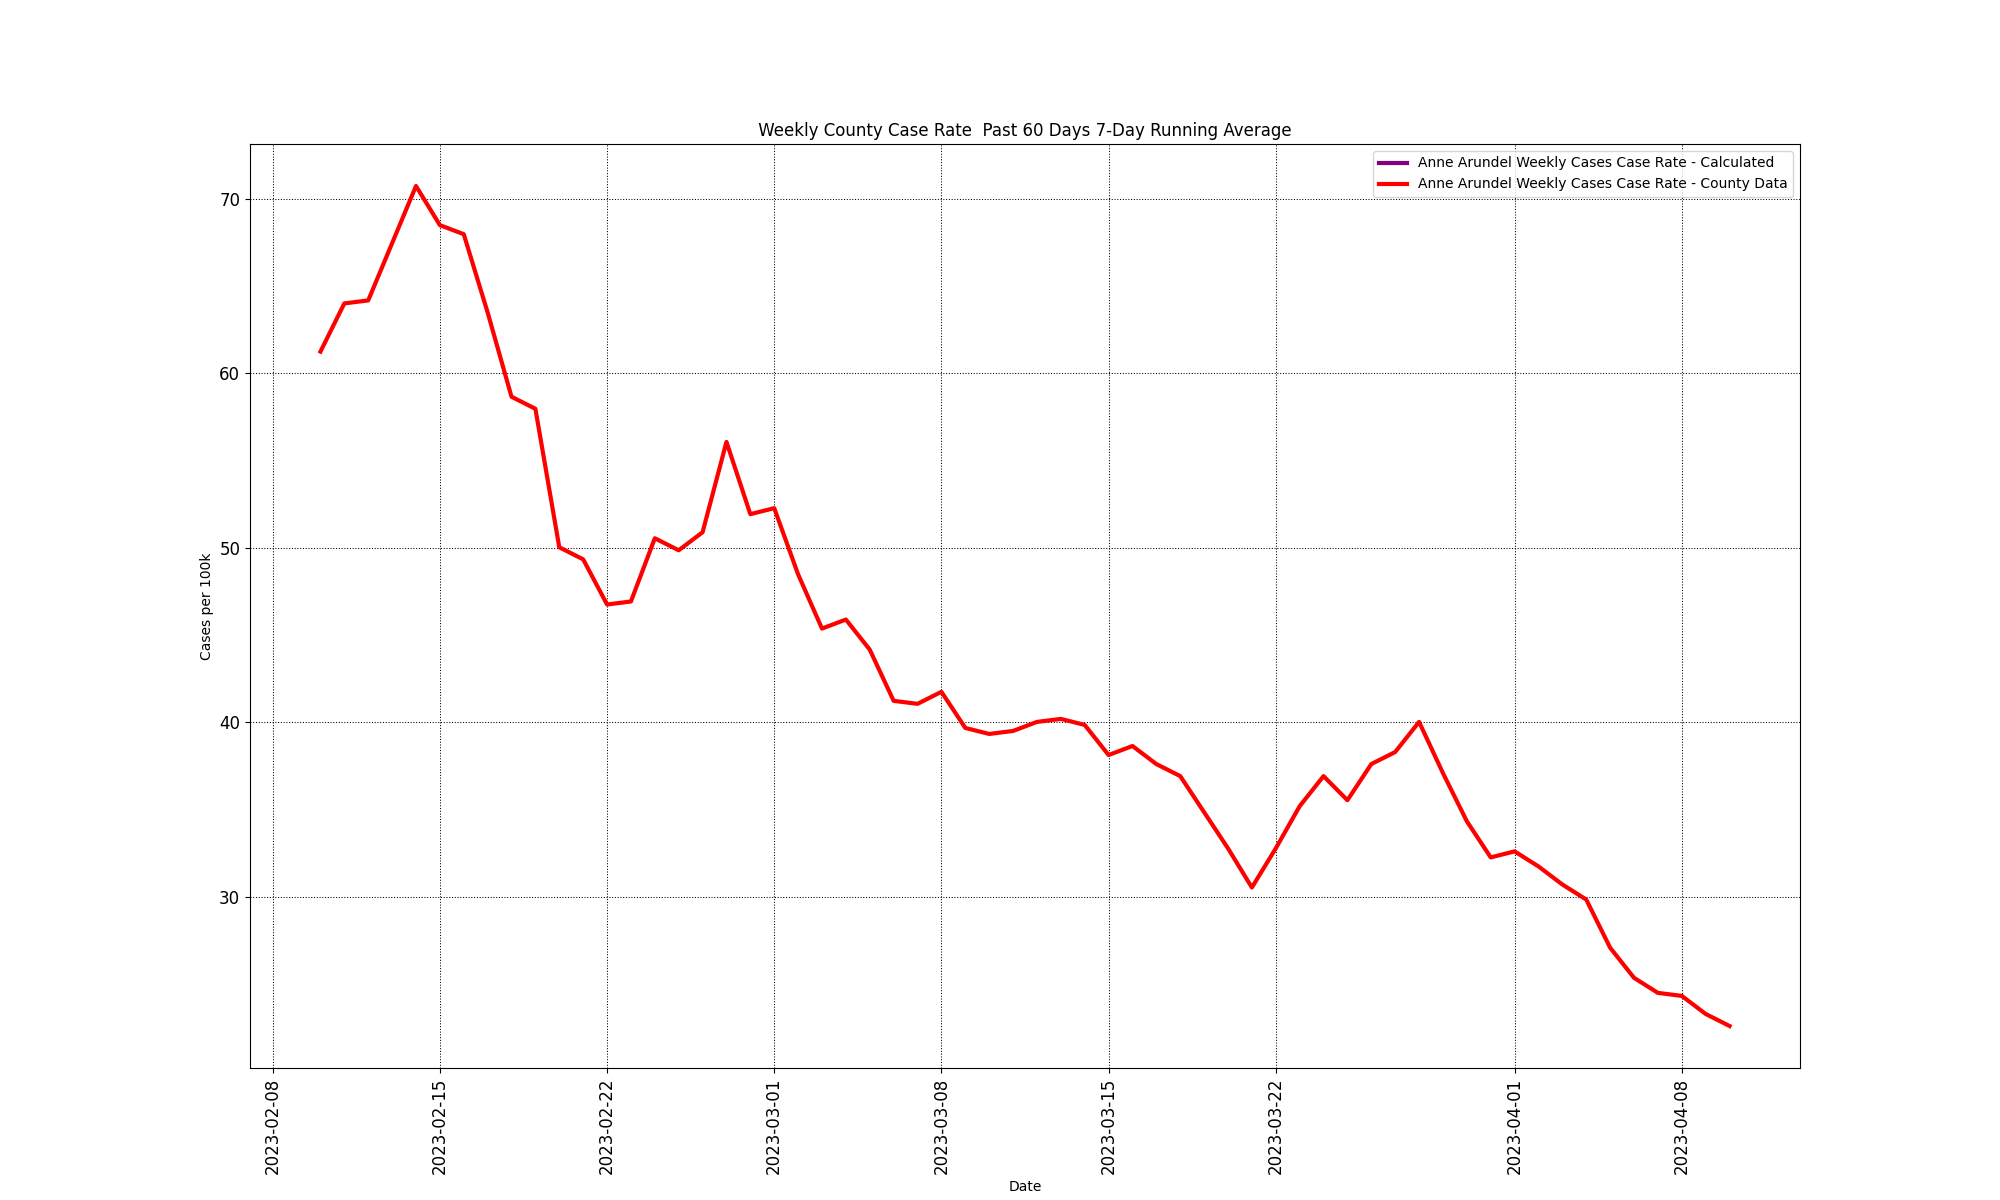 Weekly County Case Rate  Past 60 Days 7-Day Running Average
Anne Arundel Weekly Cases Case Rate - Calculated
Anne Arundel Weekly Cases Case Rate - County Data
70
60
50
40
30
Cases per 100k
2023-02-08
2023-02-15
2023-02-22
2023-03-01
2023-03-08
2023-03-15
2023-03-22
2023-04-01
2023-04-08
Date